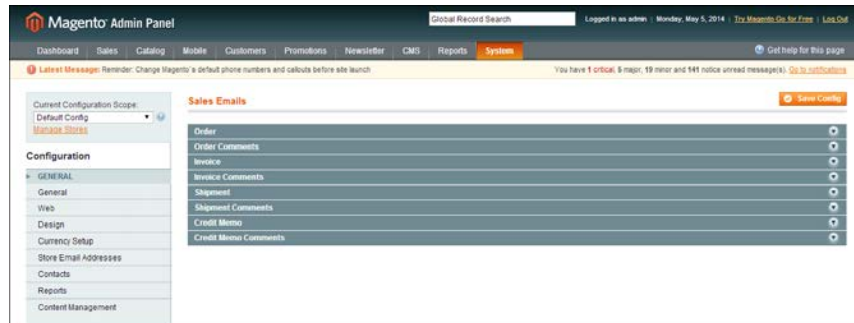 Magento Admin Panel
Global Record Search
Logged in as admin | Monday, May 5, 2014 | Try Magento Go for Free | Log Out
Dashboard Sales Catalog Mobile Customers Promotions Newsletter CMS Reports System Get help for this page
Latest Message: Reminder: Change Magento's default phone numbers and callouts before site launch
You have 1 critical, 5 major, 19 minor and 141 notice unread message(s). Go to notifications
Current Configuration Scope:
Default Config
Manage Stores
Configuration
GENERAL
General
Web
Design
Currency Setup
Store Email Addresses
Contacts
Reports
Content Management
Sales Emails
Save Config
Order
Order Comments
Invoice
Invoice Comments
Shipment
Shipment Comments
Credit Memo
Credit Memo Comments